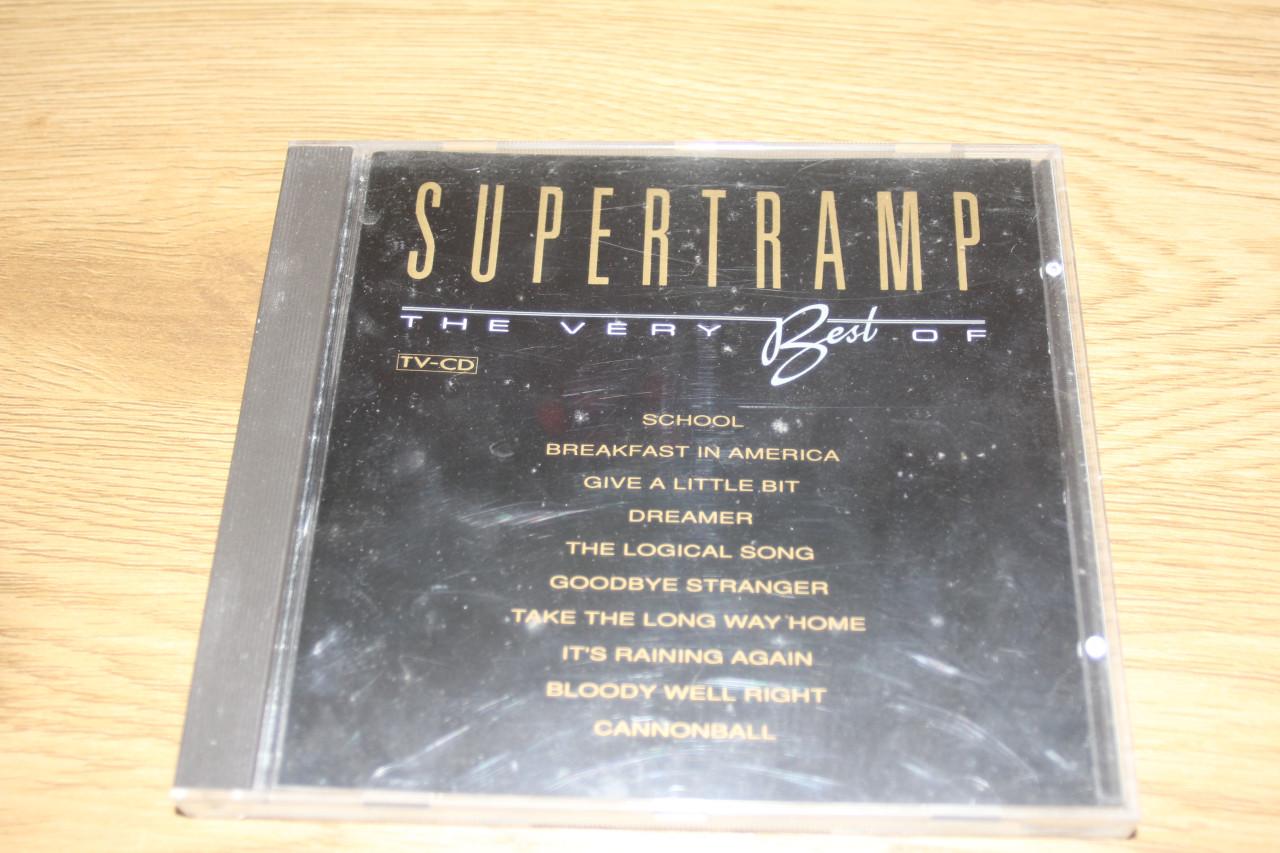 SUPERTRAMP
THE VERY Best OF
TV-CD
SCHOOL
BREAKFAST IN AMERICA
GIVE A LITTLE BIT
DREAMER
THE LOGICAL SONG
GOODBYE STRANGER
TAKE THE LONG WAY HOME
IT'S RAINING AGAIN
BLOODY WELL RIGHT
CANNONBALL